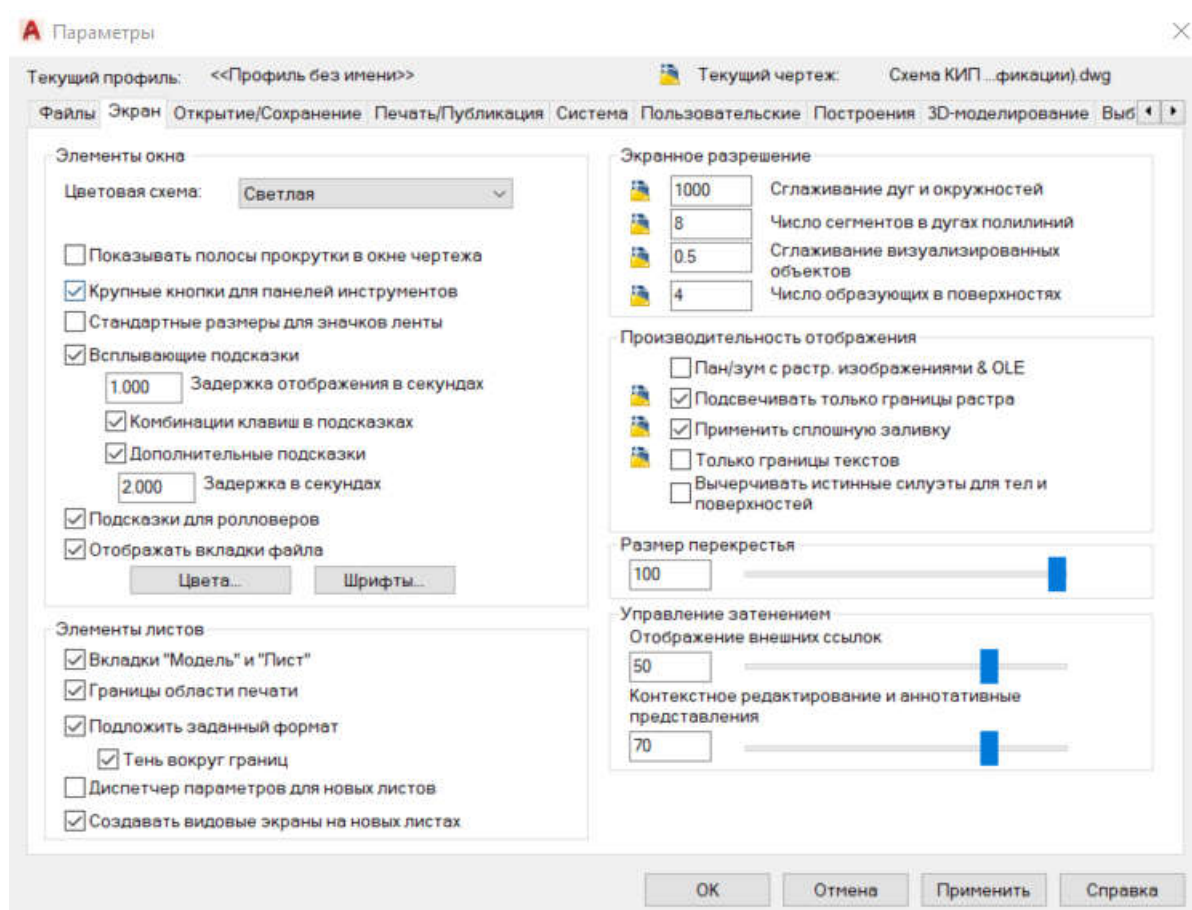 Параметры
Текущий профиль: <<Профиль без имени>> Текущий чертеж: Схема КИП ...фикации).dwg
Файлы Экран Открытие/Сохранение Печать/Публикация Система Пользовательские Построения 3D-моделирование Выб
Элементы окна
Цветовая схема: Светлая
Показывать полосы прокрутки в окне чертежа
Крупные кнопки для панелей инструментов
Стандартные размеры для значков ленты
Всплывающие подсказки
1.000 Задержка отображения в секундах
Комбинации клавиш в подсказках
Дополнительные подсказки
2.000 Задержка в секундах
Подсказки для ролловеров
Отображать вкладки файла
Цвета... Шрифты...
Элементы листов
Вкладки "Модель" и "Лист"
Границы области печати
Подложить заданный формат
Тень вокруг границ
Диспетчер параметров для новых листов
Создавать видовые экраны на новых листах
Экранное разрешение
1000 Сглаживание дуг и окружностей
8 Число сегментов в дугах полилиний
0.5 Сглаживание визуализированных
объектов
4 Число образующих в поверхностях
Производительность отображения
Пан/зум с растр. изображениями & OLE
Подсвечивать только границы растра
Применить сплошную заливку
Только границы текстов
Вычерчивать истинные силуэты для тел и
поверхностей
Размер перекрестья
100
Управление затенением
Отображение внешних ссылок
50
Контекстное редактирование и аннотативные
представления
70
ОК Отмена Применить Справка